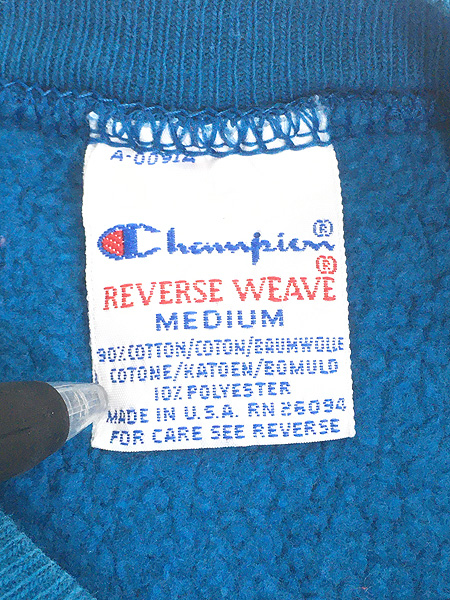 A-0091A
Champion®
REVERSE WEAVE®
MEDIUM
90% COTTON/COTON/BAUMWOLLE
COTONE/KATOEN/BOMULD
10% POLYESTER
MADE IN U.S.A. RN 26094
FOR CARE SEE REVERSE